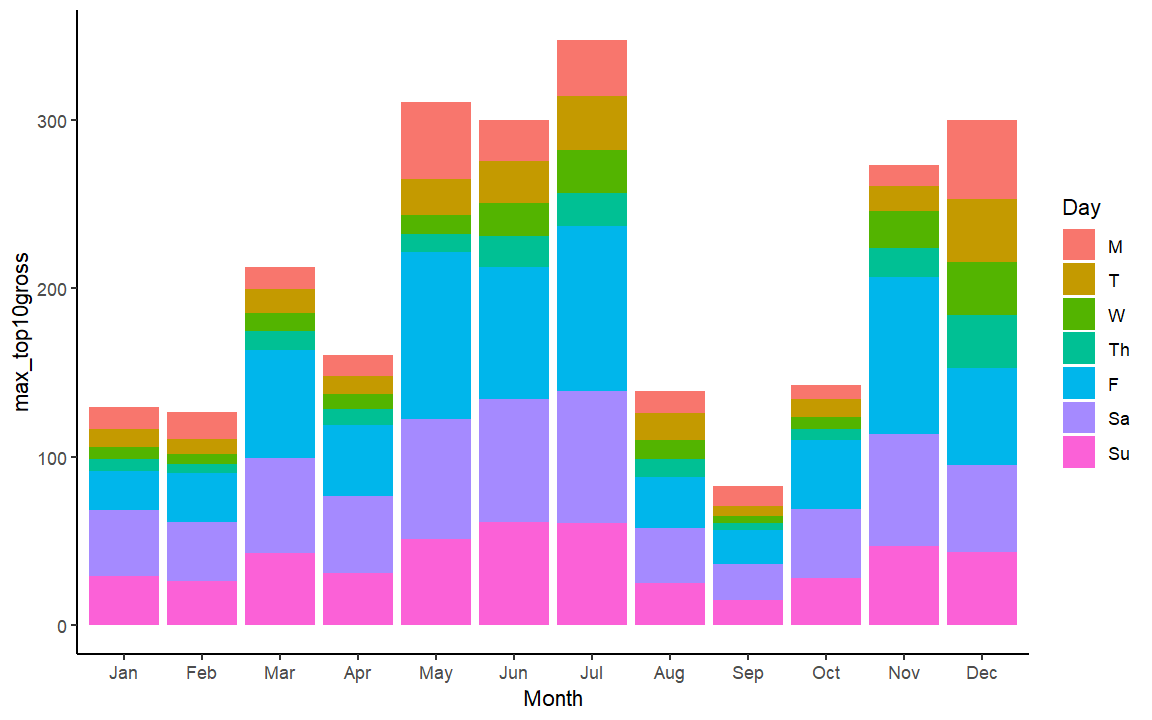 max_top10gross
300
200
100
0
Jan Feb Mar Apr May Jun Jul Aug Sep Oct Nov Dec
Month
Day
M
T
W
Th
F
Sa
Su